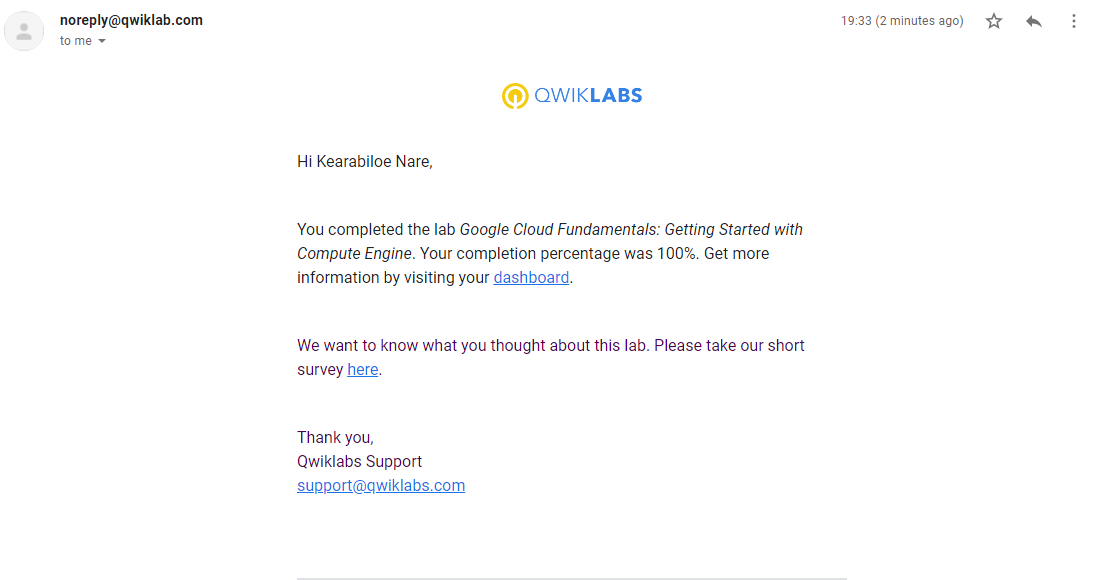 noreply@qwiklab.com
19:33 (2 minutes ago)
to me
QWIKLABS
Hi Kearabiloe Nare,
You completed the lab Google Cloud Fundamentals: Getting Started with
Compute Engine. Your completion percentage was 100%. Get more
information by visiting your dashboard.
We want to know what you thought about this lab. Please take our short
survey here.
Thank you,
Qwiklabs Support
support@qwiklabs.com